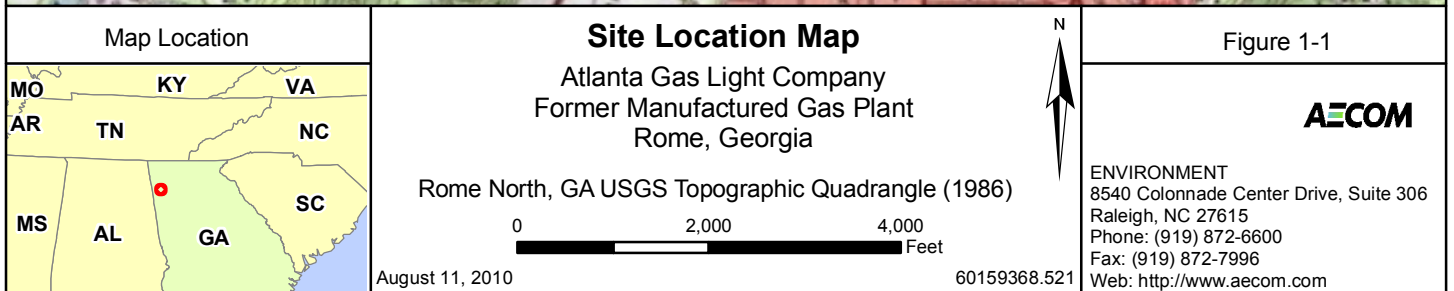 Map Location
MO
KY
VA
AR
TN
NC
SC
MS
AL
GA
Site Location Map
Atlanta Gas Light Company
Former Manufactured Gas Plant
Rome, Georgia
Rome North, GA USGS Topographic Quadrangle (1986)
0 2,000 4,000
Feet
August 11, 2010
60159368.521
N
Figure 1-1
AECOM
ENVIRONMENT
8540 Colonnade Center Drive, Suite 306
Raleigh, NC 27615
Phone: (919) 872-6600
Fax: (919) 872-7996
Web: http://www.aecom.com